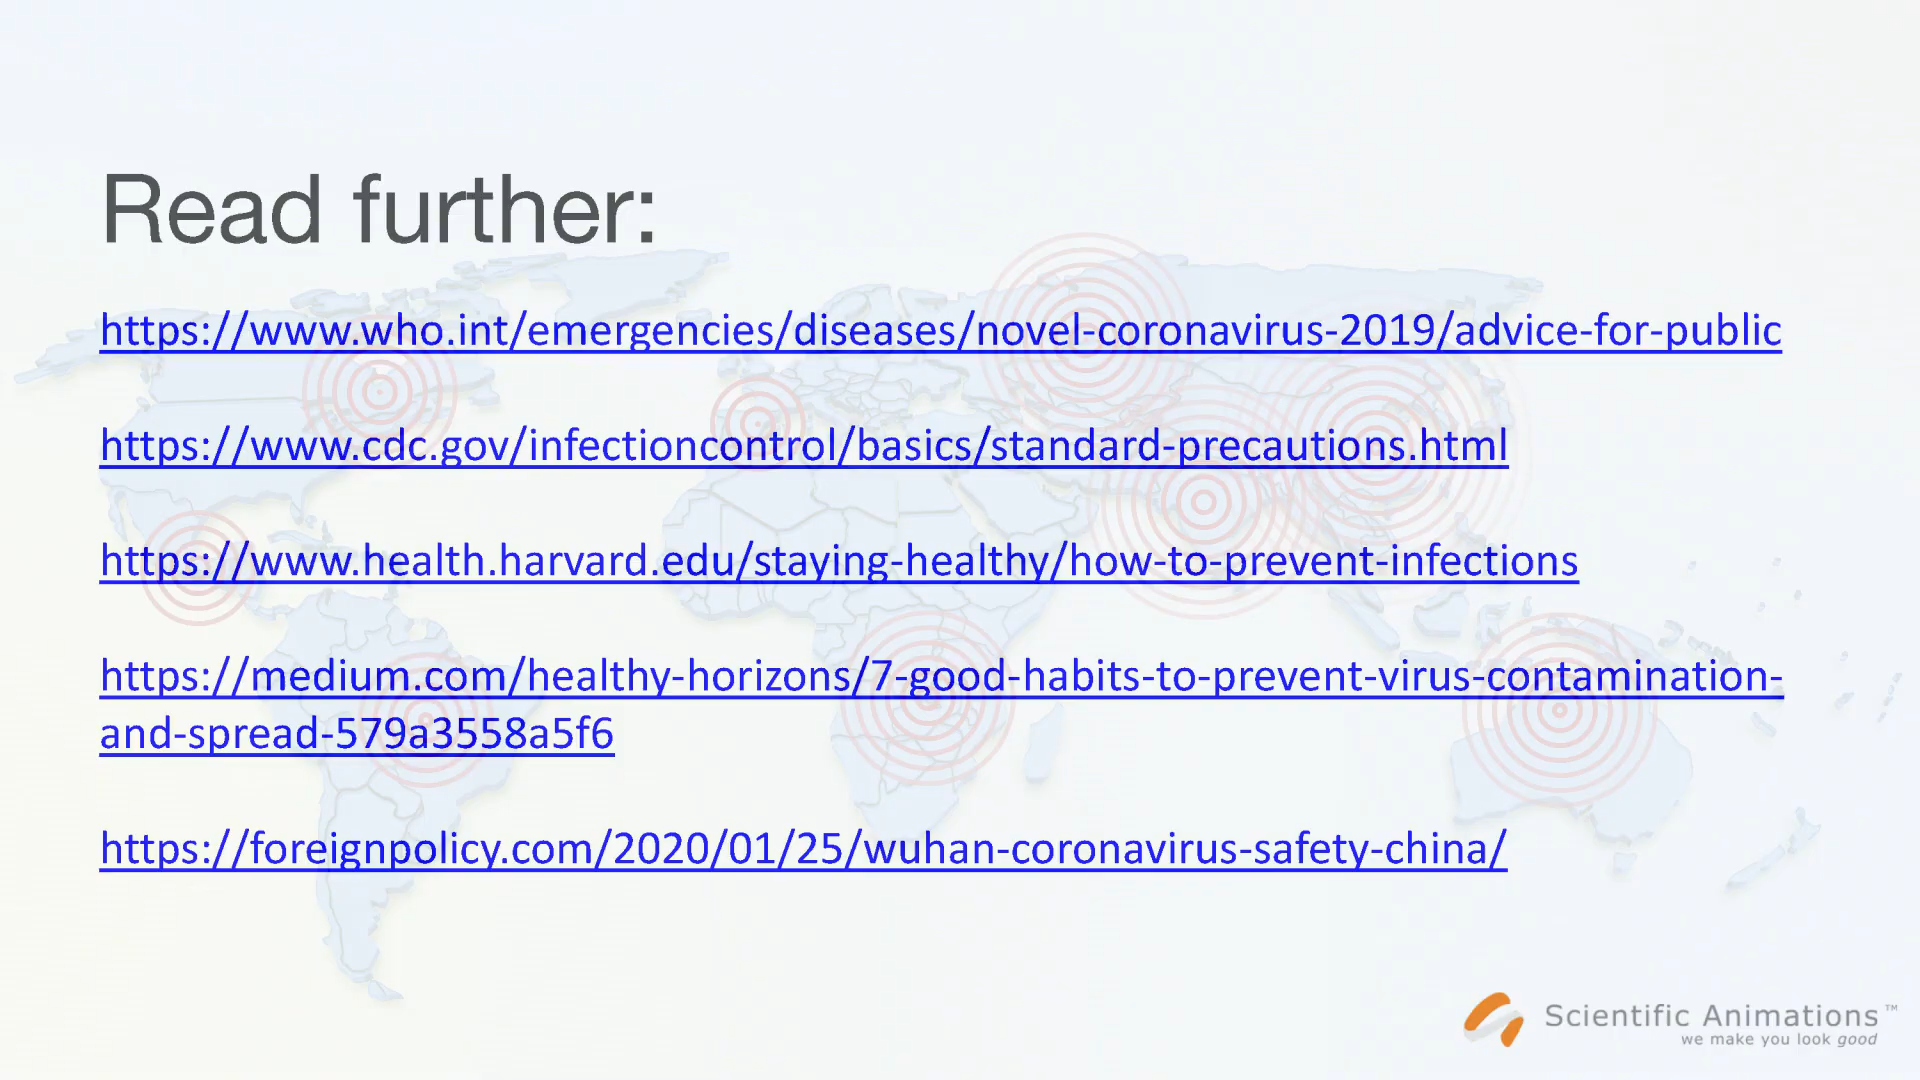 Read further:
https://www.who.int/emergencies/diseases/novel-coronavirus-2019/advice-for-public
https://www.cdc.gov/infectioncontrol/basics/standard-precautions.html
https://www.health.harvard.edu/staying-healthy/how-to-prevent-infections
https://medium.com/healthy-horizons/7-good-habits-to-prevent-virus-contamination-
and-spread-579a3558a5f6
https://foreignpolicy.com/2020/01/25/wuhan-coronavirus-safety-china/
Scientific Animations™
we make you look good